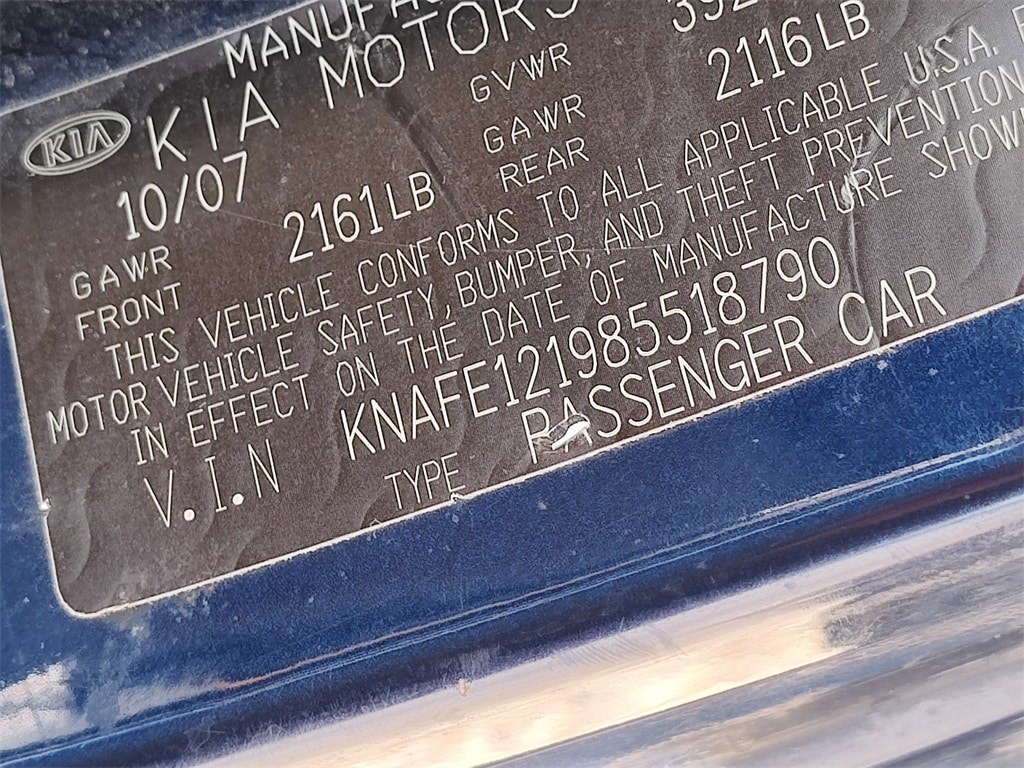 MANUFAC
KIA KIA MOTORS
10/07 GVWR 392
GAWR FRONT 2161LB GAWR REAR 2116LB
THIS VEHICLE CONFORMS TO ALL APPLICABLE U.S.A. F
MOTOR VEHICLE SAFETY, BUMPER, AND THEFT PREVENTION
IN EFFECT ON THE DATE OF MANUFACTURE SHOW
V.I.N KNAFE121985518790
TYPE PASSENGER CAR